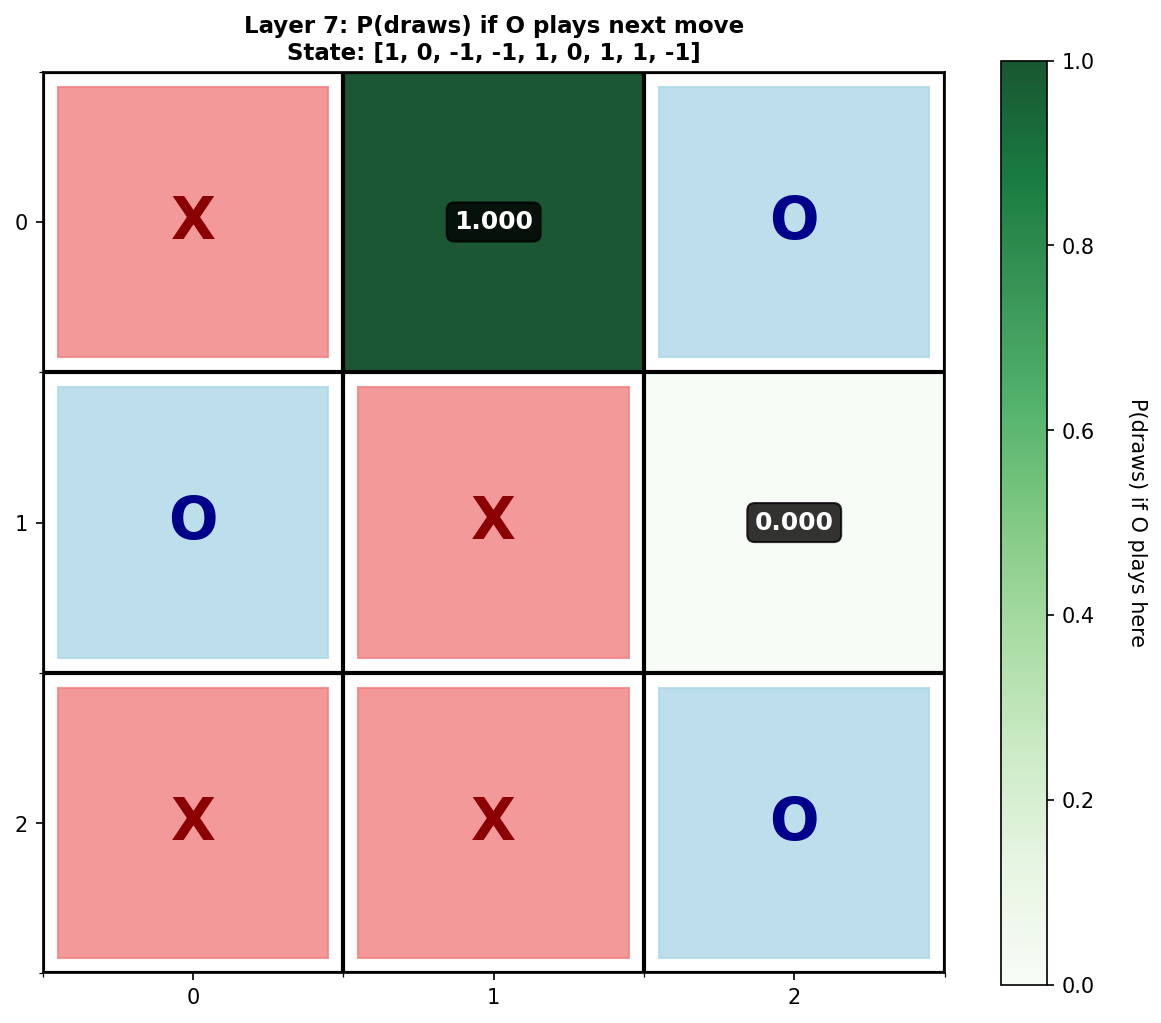 Layer 7: P(draws) if O plays next move
State: [1, 0, -1, -1, 1, 0, 1, 1, -1]
X
1.000
O
O
X
0.000
X
X
O
0
1
2
0
1
2
1.0
0.8
0.6
0.4
0.2
0.0
P(draws) if O plays here